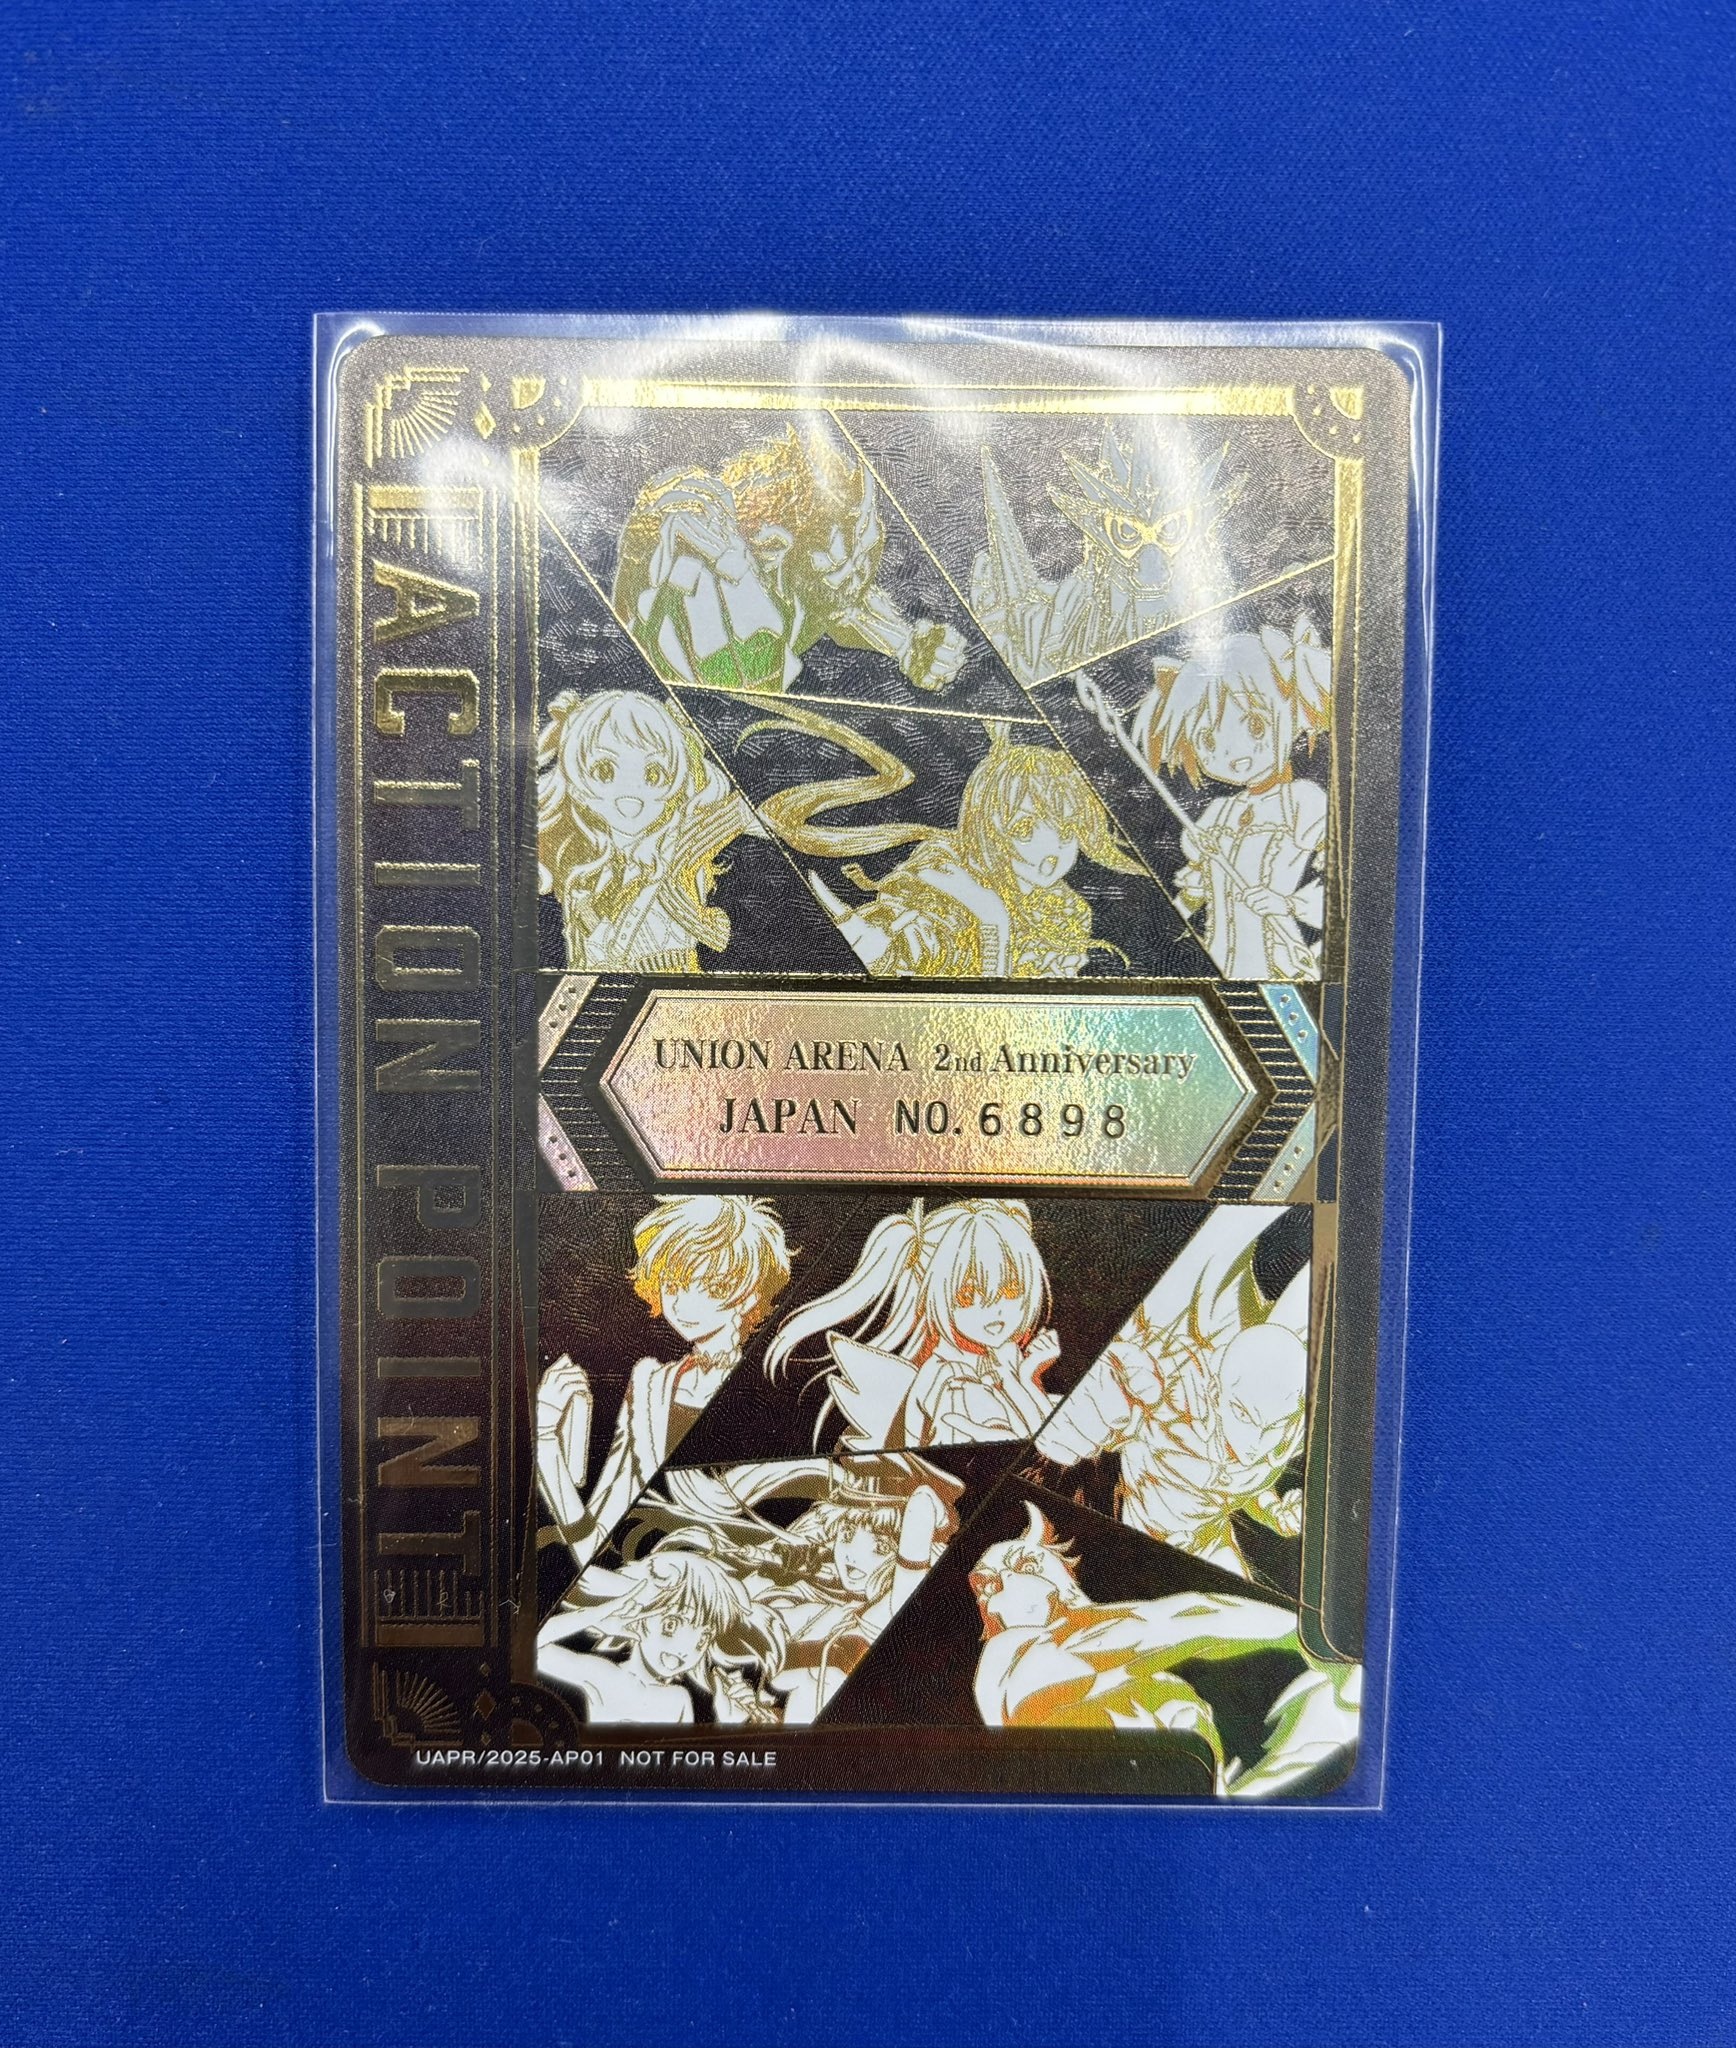 ACTION POINT
UNION ARENA 2nd Anniversary
JAPAN NO.6898
UAPR/2025-AP01 NOT FOR SALE